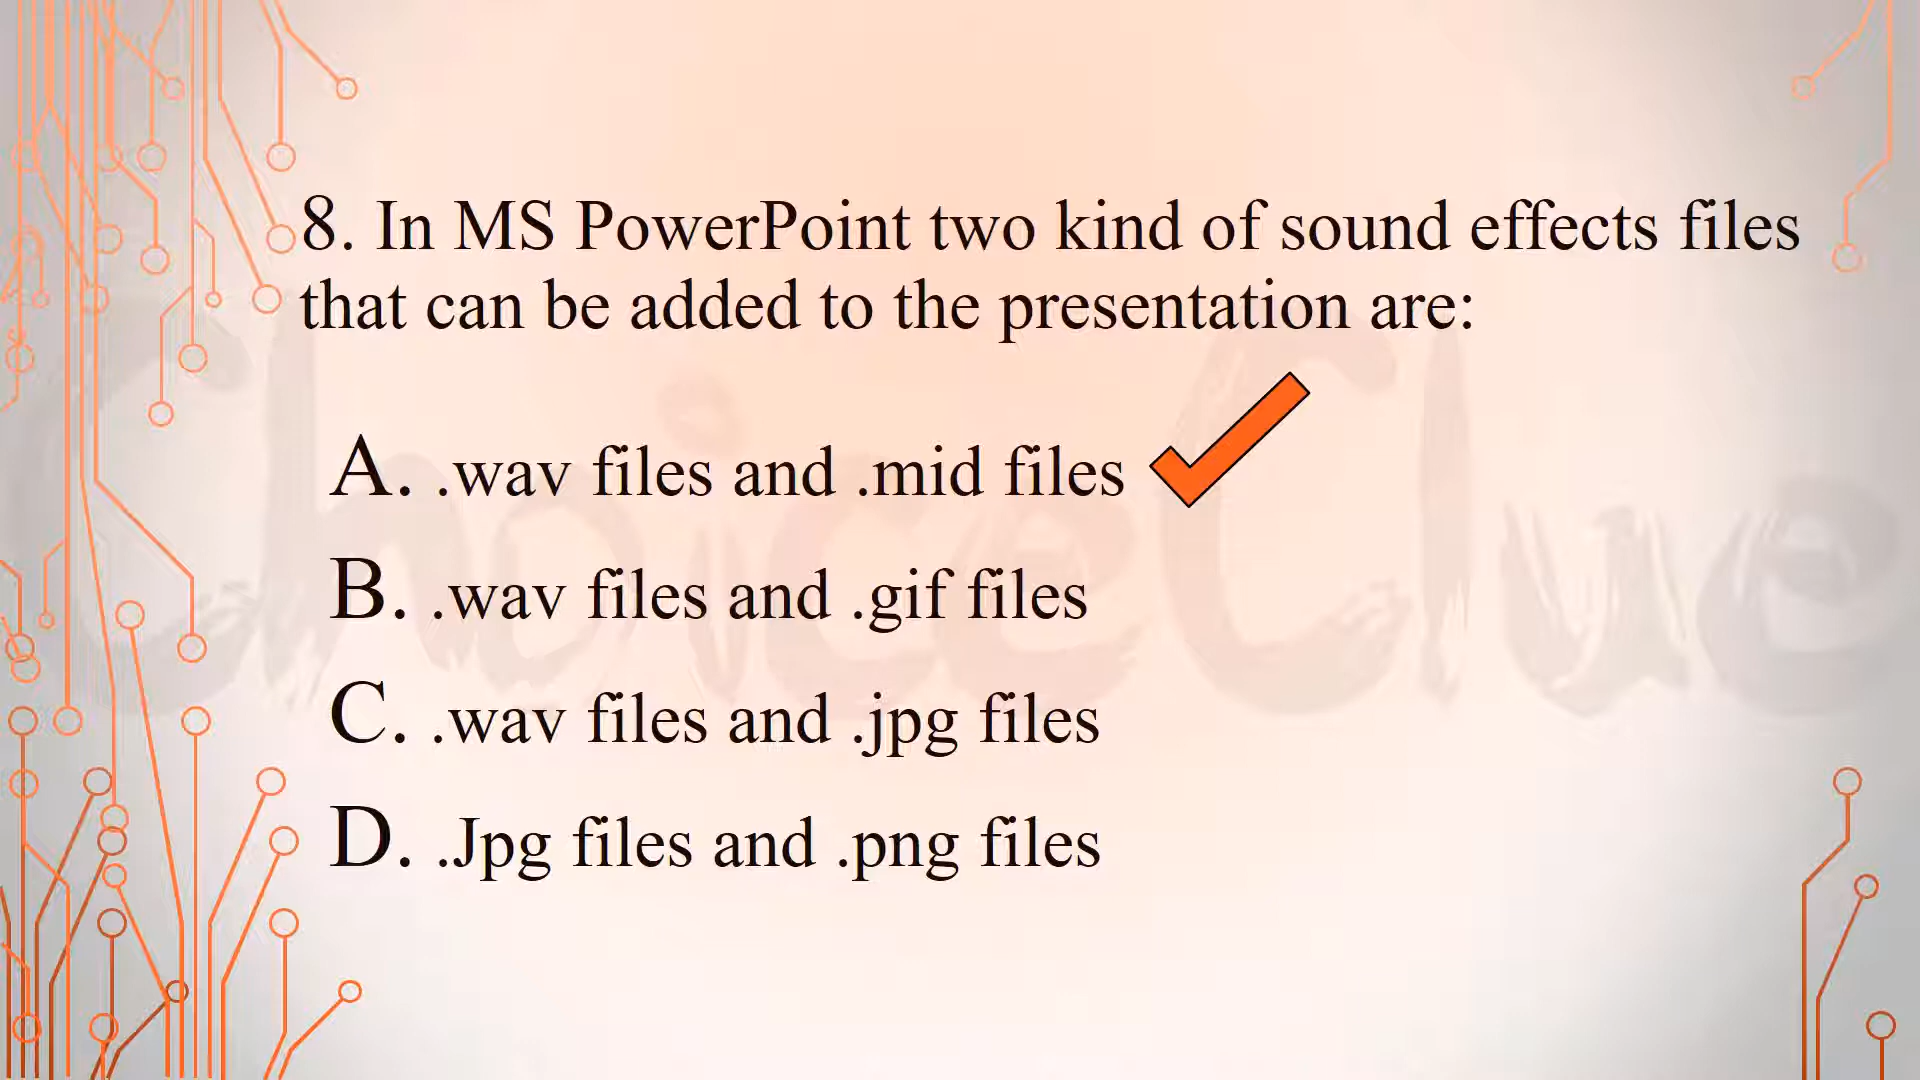 8. In MS PowerPoint two kind of sound effects files
that can be added to the presentation are:
A. .wav files and .mid files
B. .wav files and .gif files
C. .wav files and .jpg files
D. .Jpg files and .png files
ChoiceClue